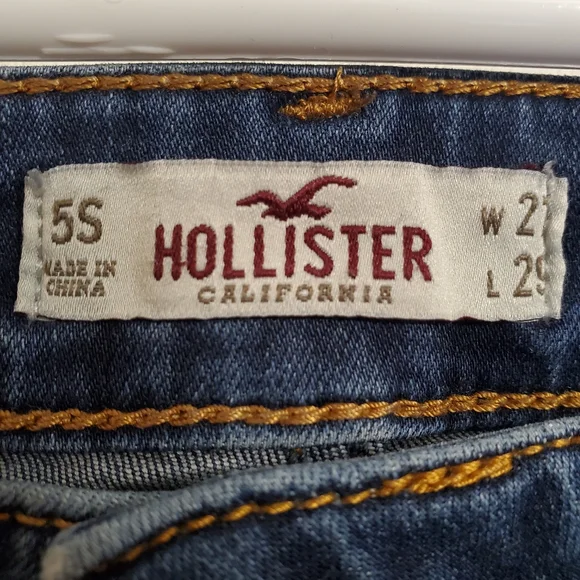 5S
MADE IN
CHINA
HOLLISTER
CALIFORNIA
W 27
L 29